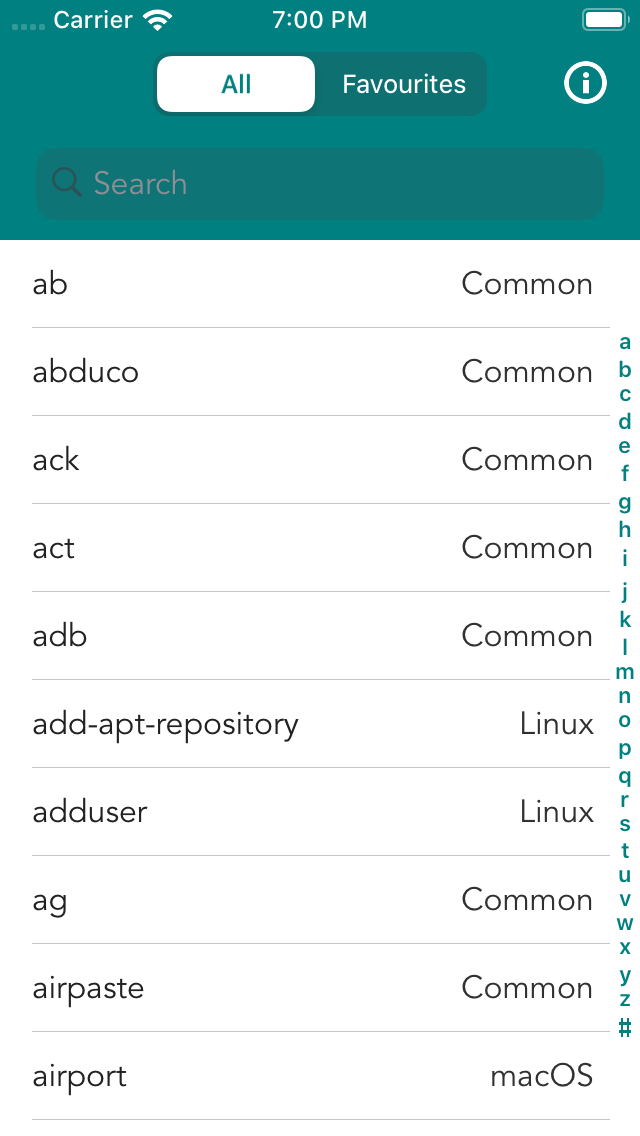 Carrier 7:00 PM
All Favourites
Search
ab Common
abduco Common
ack Common
act Common
adb Common
add-apt-repository Linux
adduser Linux
ag Common
airpaste Common
airport macOS
a
b
c
d
e
f
g
h
i
j
k
l
m
n
o
p
q
r
s
t
u
v
w
x
y
z
#